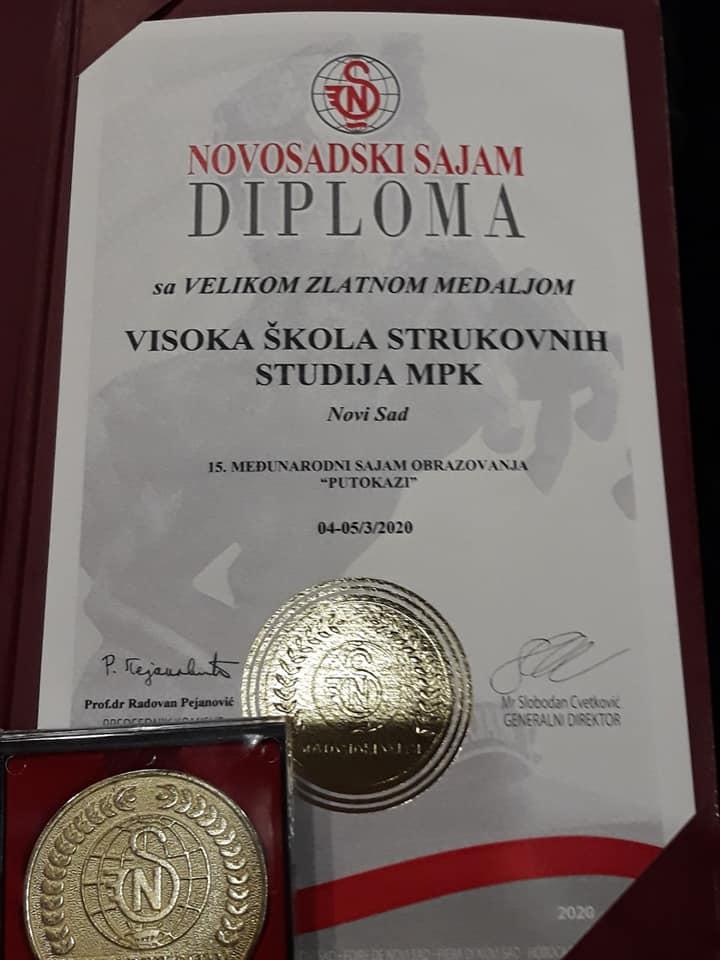 NOVOSADSKI SAJAM
DIPLOMA
sa VELIKOM ZLATNOM MEDALJOM
VISOKA ŠKOLA STRUKOVNIH
STUDIJA MPK
Novi Sad
15. MEĐUNARODNI SAJAM OBRAZOVANJA
"PUTOKAZI"
04-05/3/2020
Prof.dr Radovan Pejanović
Mr Slobodan Cvetković
GENERALNI DIREKTOR
2020